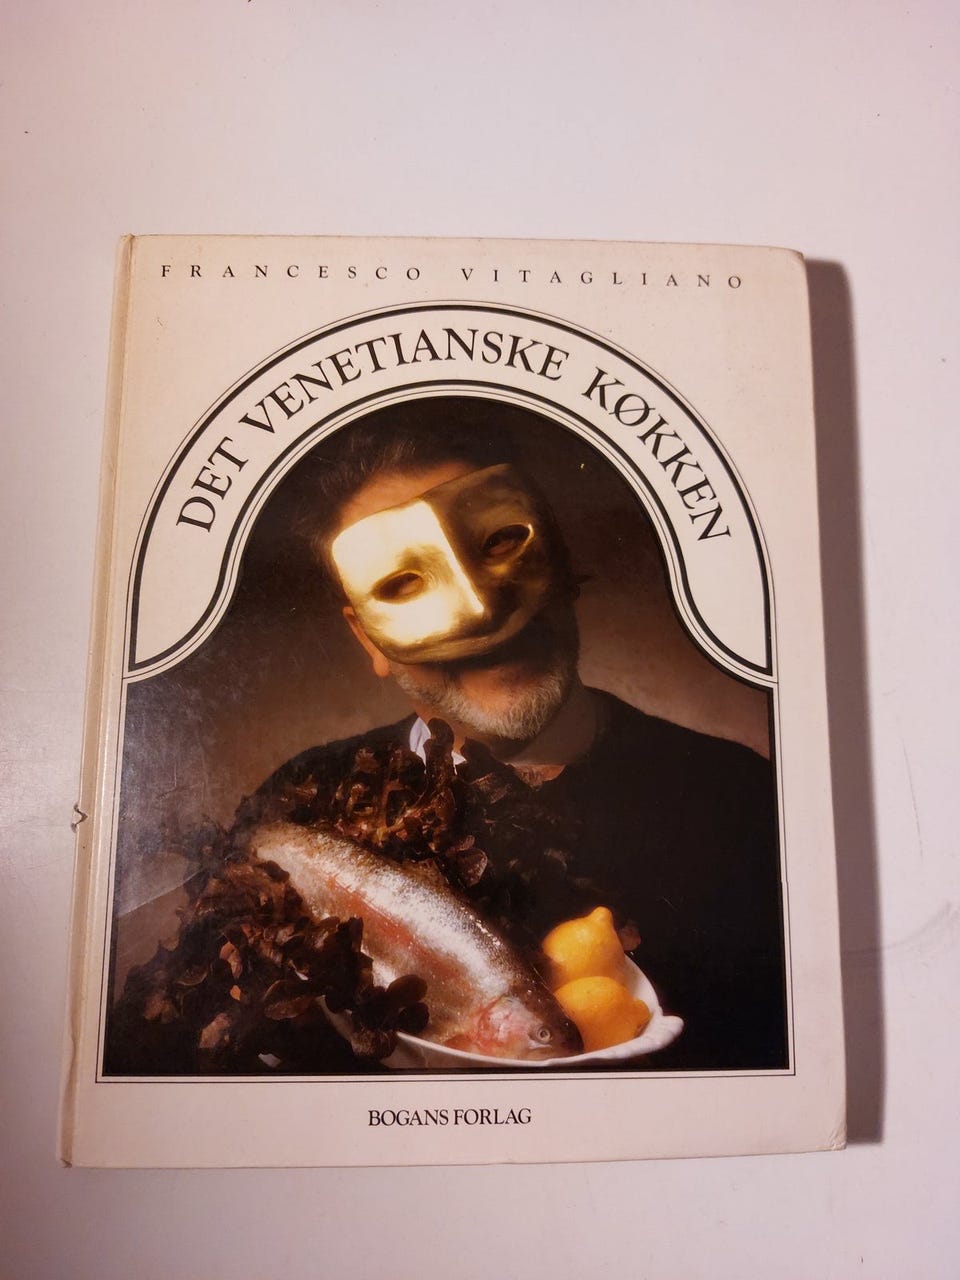 FRANCESCO VITAGLIANO
DET VENETIANSKE KØKKEN
BOGANS FORLAG